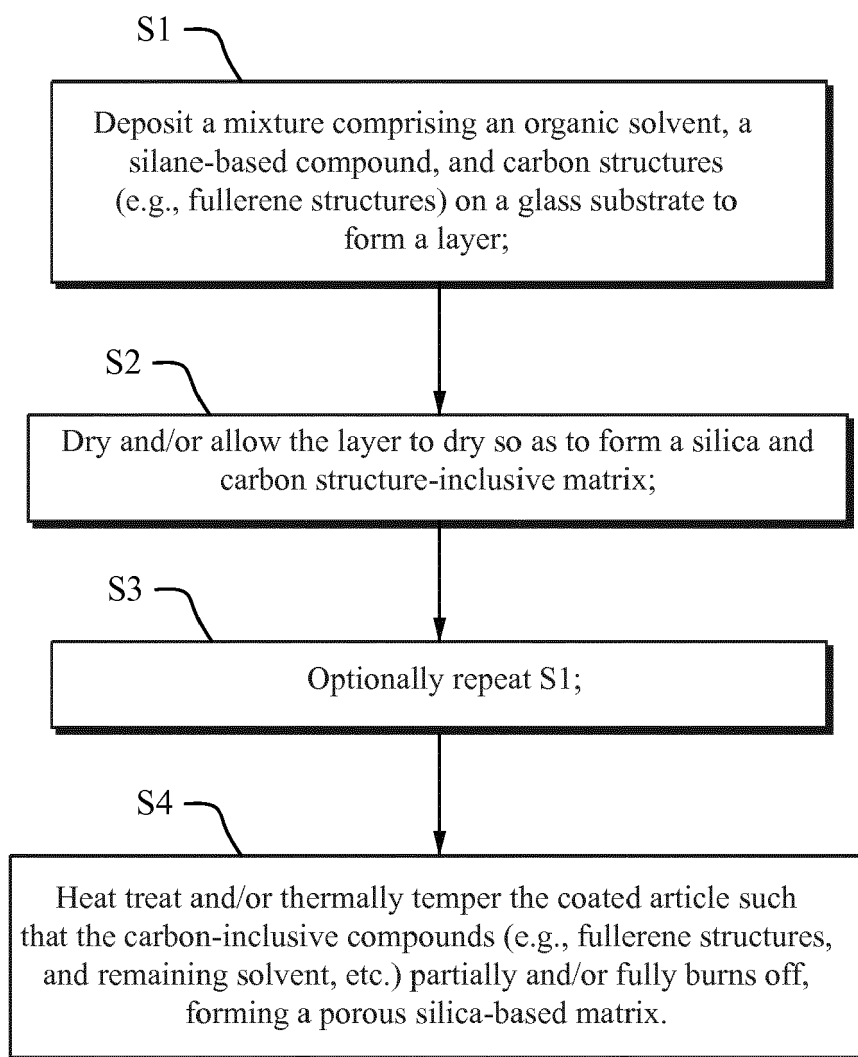 S1
Deposit a mixture comprising an organic solvent, a
silane-based compound, and carbon structures
(e.g., fullerene structures) on a glass substrate to
form a layer;
S2
Dry and/or allow the layer to dry so as to form a silica and
carbon structure-inclusive matrix;
S3
Optionally repeat S1;
S4
Heat treat and/or thermally temper the coated article such
that the carbon-inclusive compounds (e.g., fullerene structures,
and remaining solvent, etc.) partially and/or fully burns off,
forming a porous silica-based matrix.